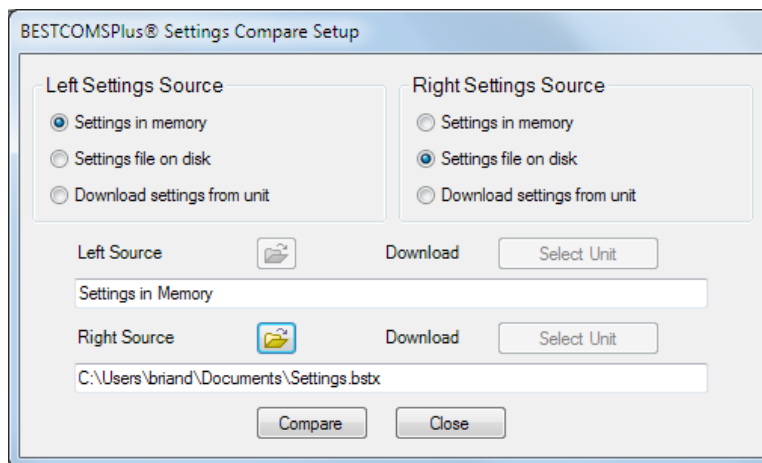 BESTCOMSPlus® Settings Compare Setup
Left Settings Source
Settings in memory
Settings file on disk
Download settings from unit
Right Settings Source
Settings in memory
Settings file on disk
Download settings from unit
Left Source Download Select Unit
Settings in Memory
Right Source Download Select Unit
C:\Users\briand\Documents\Settings.bstx
Compare Close